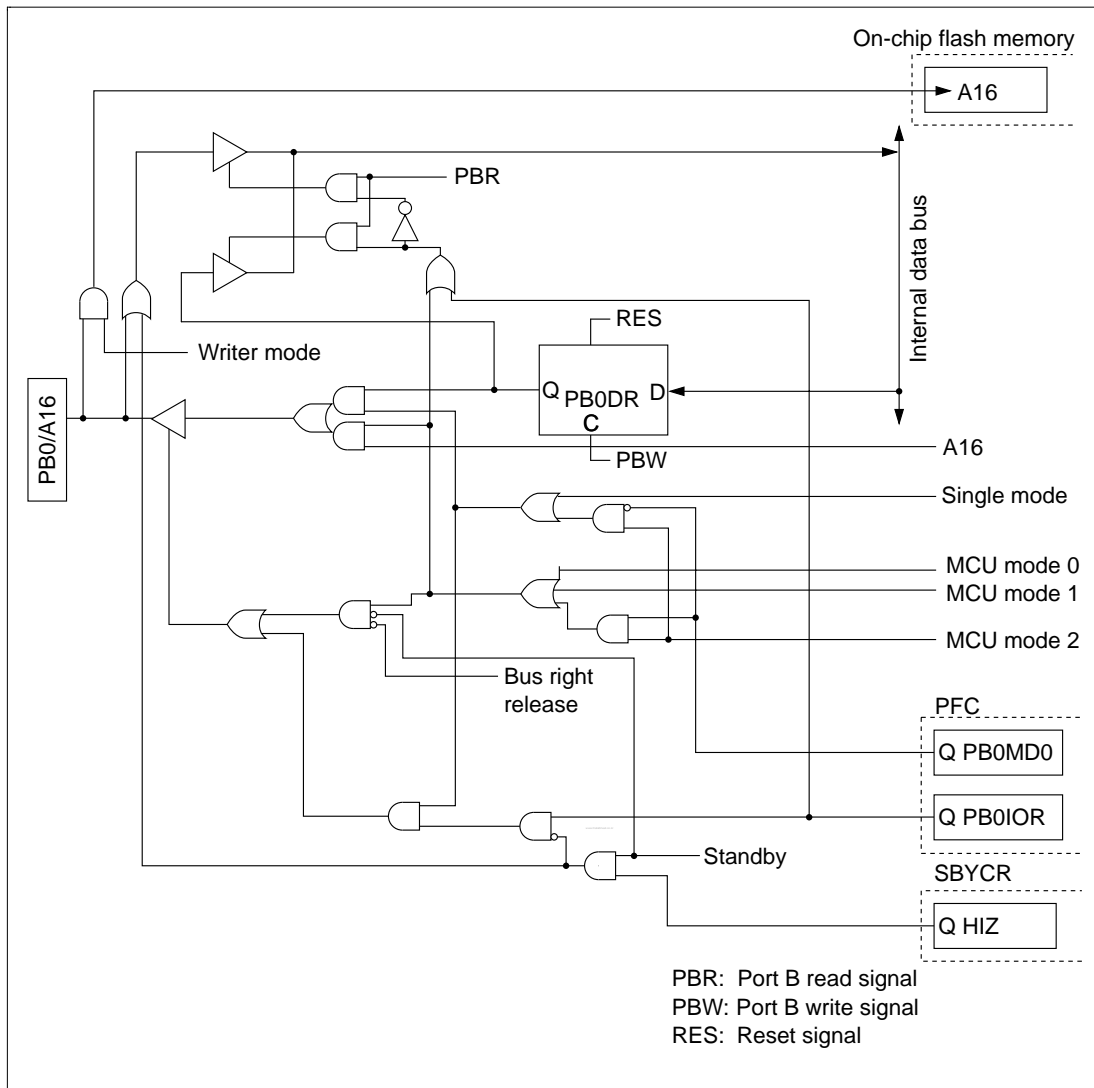 On-chip flash memory
A16
PBR
Internal data bus
RES
Writer mode
Q PB0DR D
C
PB0/A16
PBW
A16
Single mode
MCU mode 0
MCU mode 1
MCU mode 2
Bus right
release
PFC
Q PB0MD0
Q PB0IOR
Standby
SBYCR
Q HIZ
PBR: Port B read signal
PBW: Port B write signal
RES: Reset signal